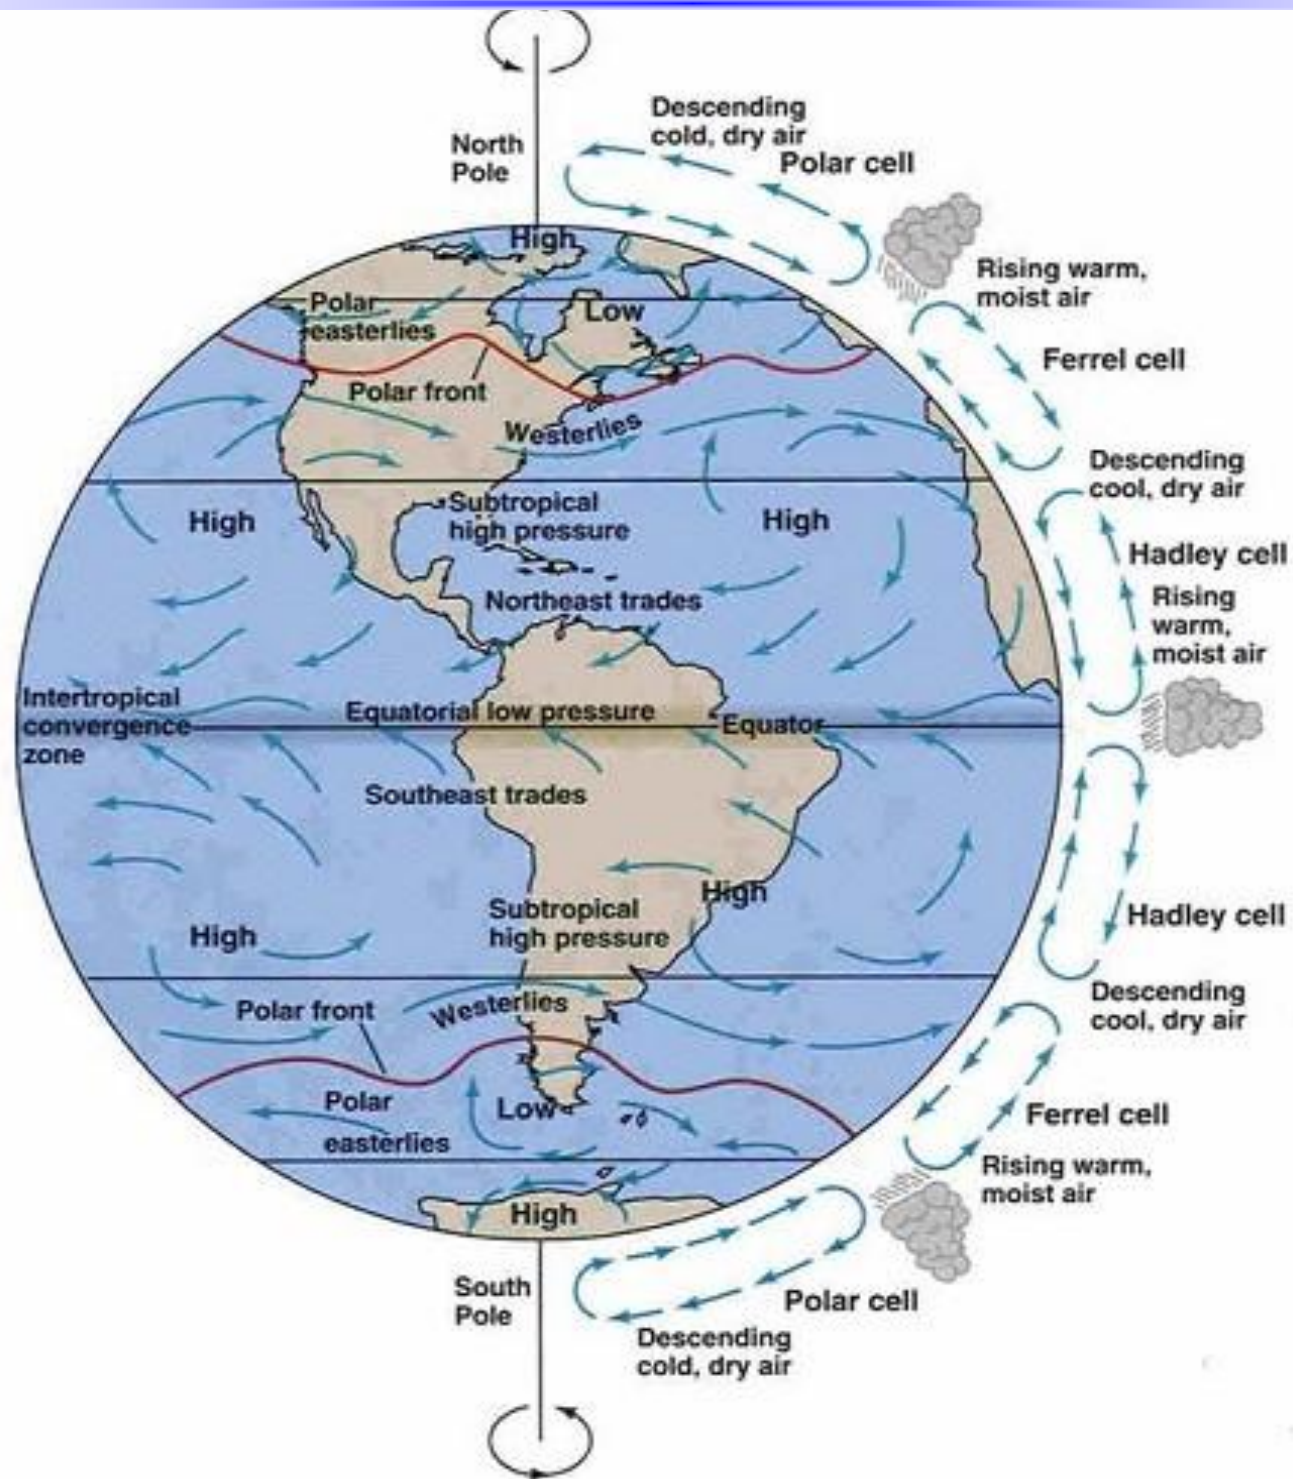 Descending
cold, dry air
Polar cell
North
Pole
High
Rising warm,
moist air
Polar
easterlies
Low
Ferrel cell
Polar front
Westerlies
Descending
cool, dry air
High
Subtropical
high pressure
High
Hadley cell
Northeast trades
Rising
warm,
moist air
Intertropical
convergence
zone
Equatorial low pressure
Equator
Southeast trades
High
Subtropical
high pressure
High
Hadley cell
Descending
cool, dry air
Westerlies
Polar front
Polar
easterlies
Low
Ferrel cell
Rising warm,
moist air
High
South
Pole
Polar cell
Descending
cold, dry air